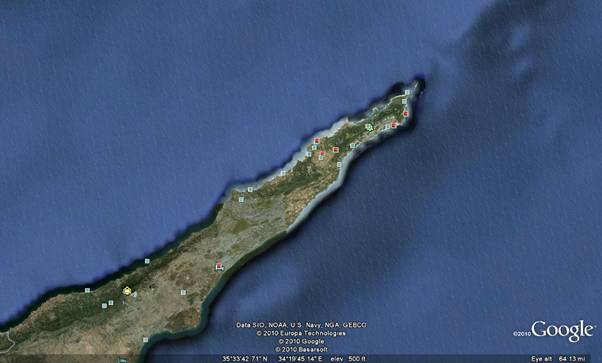 Data SIO, NOAA, U.S. Navy, NGA, GEBCO
© 2010 Europa Technologies
© 2010 Google
© 2010 Basarsoft
©2010 Google™
35°33'42.71" N 34°19'45.14" E elev 500 ft
Eye alt 64.13 mi